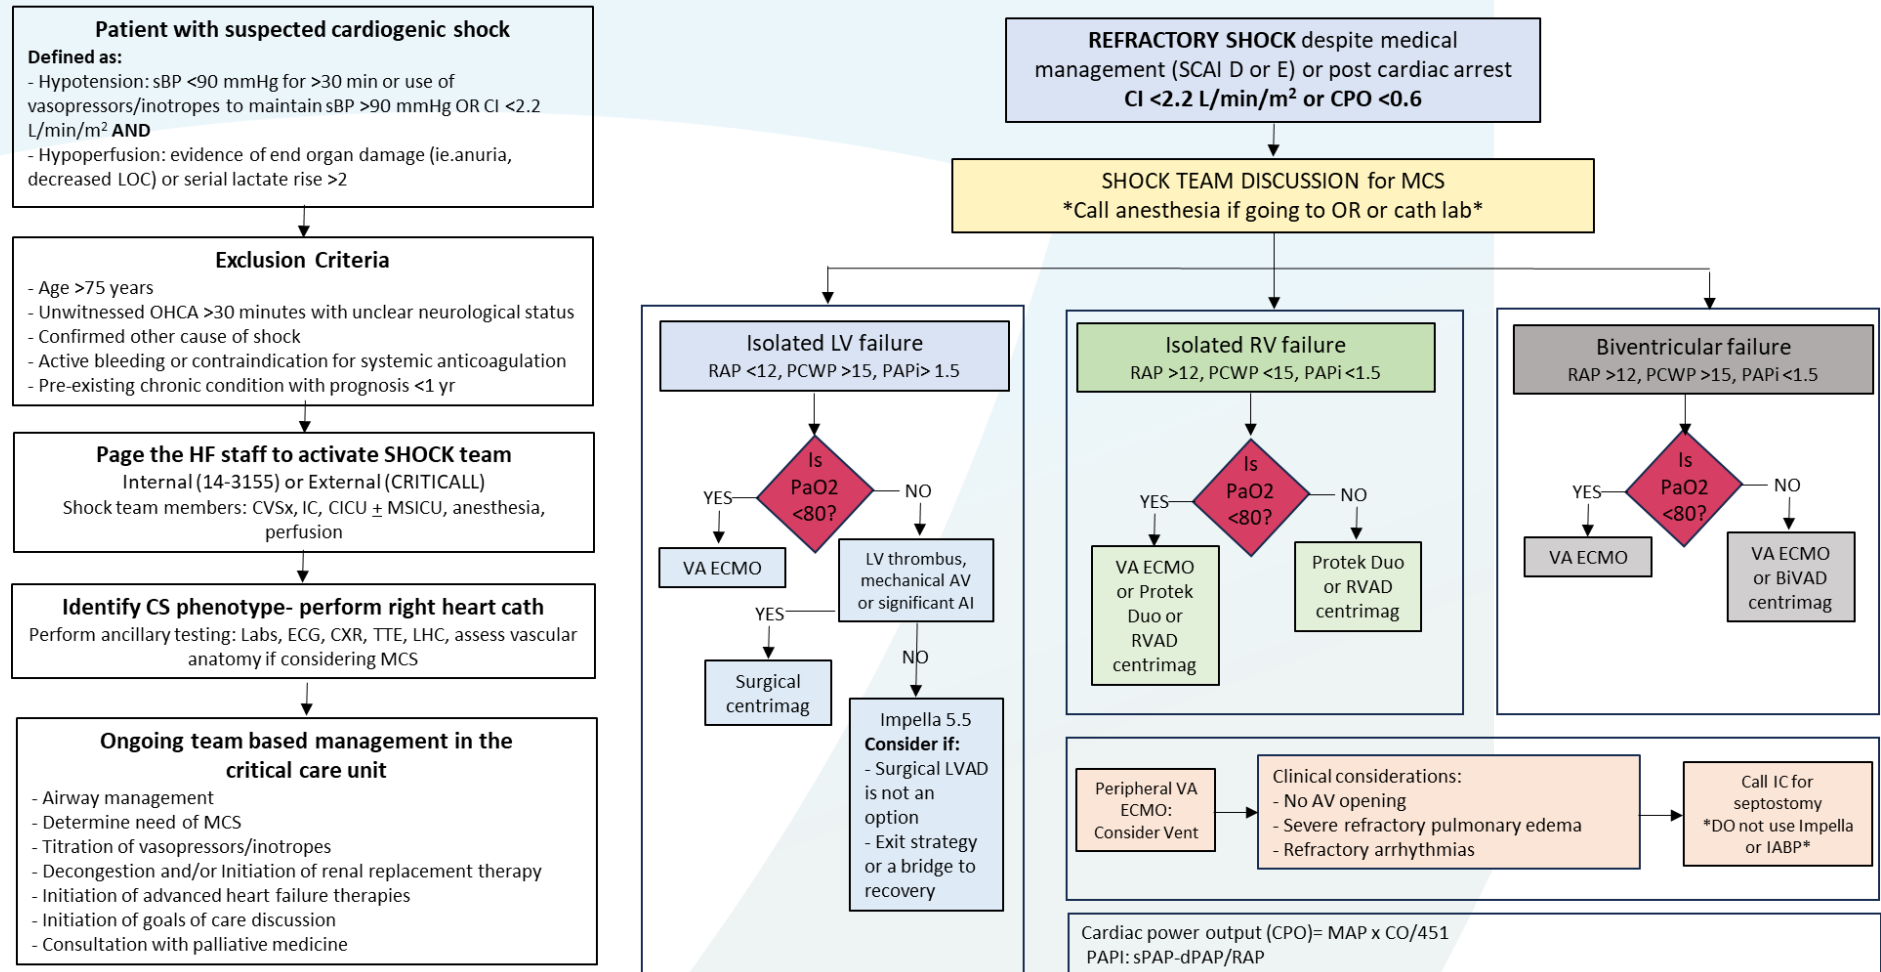 Patient with suspected cardiogenic shock
Defined as:
- Hypotension: sBP <90 mmHg for >30 min or use of
vasopressors/inotropes to maintain sBP >90 mmHg OR CI <2.2
L/min/m² AND
- Hypoperfusion: evidence of end organ damage (ie.anuria,
decreased LOC) or serial lactate rise >2
Exclusion Criteria
- Age >75 years
- Unwitnessed OHCA >30 minutes with unclear neurological status
- Confirmed other cause of shock
- Active bleeding or contraindication for systemic anticoagulation
- Pre-existing chronic condition with prognosis <1 yr
Page the HF staff to activate SHOCK team
Internal (14-3155) or External (CRITICALL)
Shock team members: CVSx, IC, CICU ± MSICU, anesthesia,
perfusion
Identify CS phenotype- perform right heart cath
Perform ancillary testing: Labs, ECG, CXR, TTE, LHC, assess vascular
anatomy if considering MCS
Ongoing team based management in the
critical care unit
- Airway management
- Determine need of MCS
- Titration of vasopressors/inotropes
- Decongestion and/or Initiation of renal replacement therapy
- Initiation of advanced heart failure therapies
- Initiation of goals of care discussion
- Consultation with palliative medicine
REFRACTORY SHOCK despite medical
management (SCAI D or E) or post cardiac arrest
CI <2.2 L/min/m² or CPO <0.6
SHOCK TEAM DISCUSSION for MCS
*Call anesthesia if going to OR or cath lab*
Isolated LV failure
RAP <12, PCWP >15, PAPi> 1.5
Is
PaO2
<80?
YES
NO
VA ECMO
LV thrombus,
mechanical AV
or significant AI
YES
NO
Surgical
centrimag
Impella 5.5
Consider if:
- Surgical LVAD
is not an
option
- Exit strategy
or a bridge to
recovery
Isolated RV failure
RAP >12, PCWP <15, PAPi <1.5
Is
PaO2
<80?
YES
NO
VA ECMO
or Protek
Duo or
RVAD
centrimag
Protek Duo
or RVAD
centrimag
Biventricular failure
RAP >12, PCWP >15, PAPi <1.5
Is
PaO2
<80?
YES
NO
VA ECMO
VA ECMO
or BiVAD
centrimag
Peripheral VA
ECMO:
Consider Vent
Clinical considerations:
- No AV opening
- Severe refractory pulmonary edema
- Refractory arrhythmias
Call IC for
septostomy
*DO not use Impella
or IABP*
Cardiac power output (CPO)= MAP x CO/451
PAPI: sPAP-dPAP/RAP